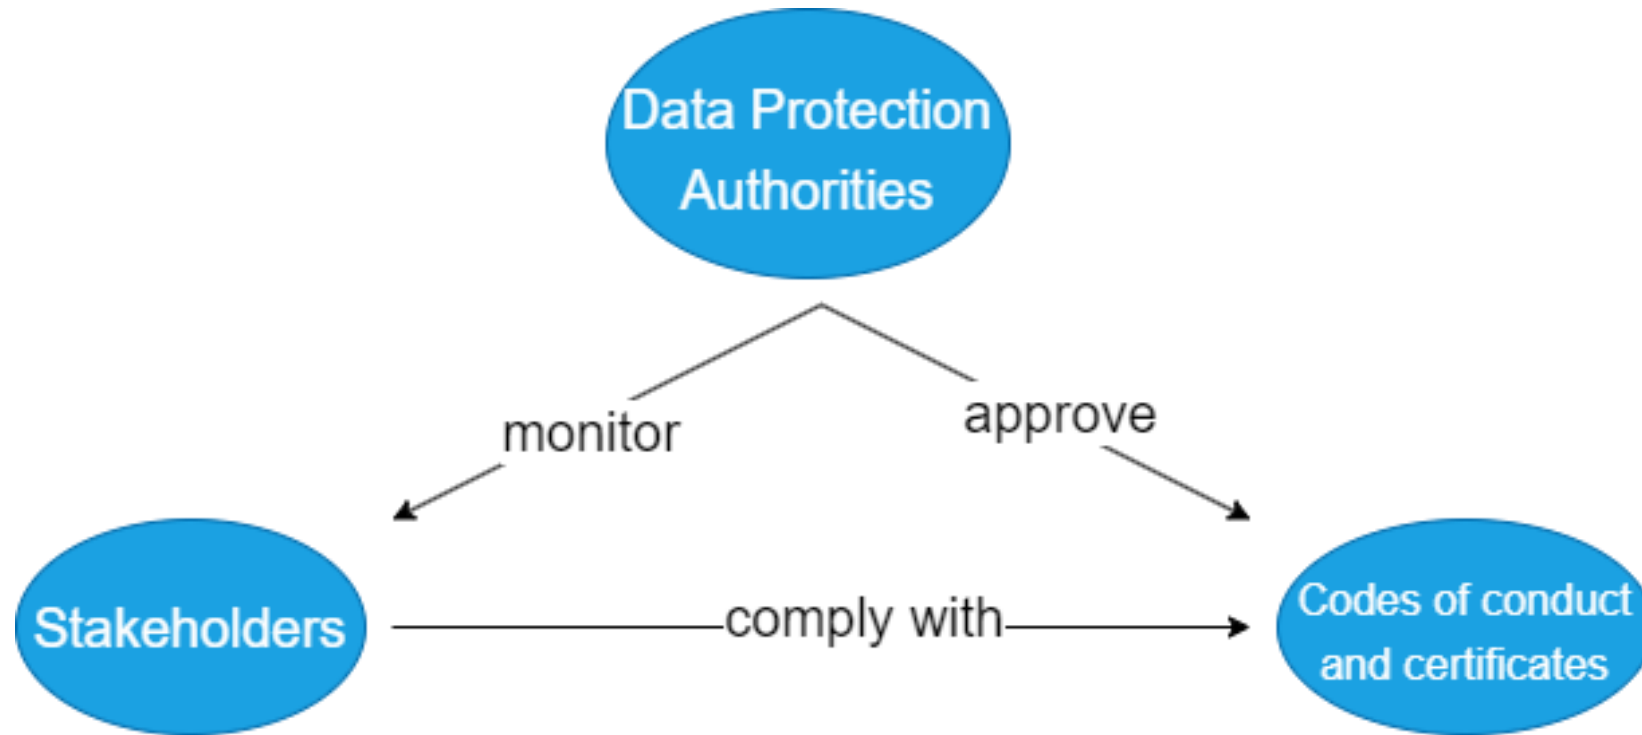 Data Protection
Authorities
monitor
approve
Stakeholders
comply with
Codes of conduct
and certificates